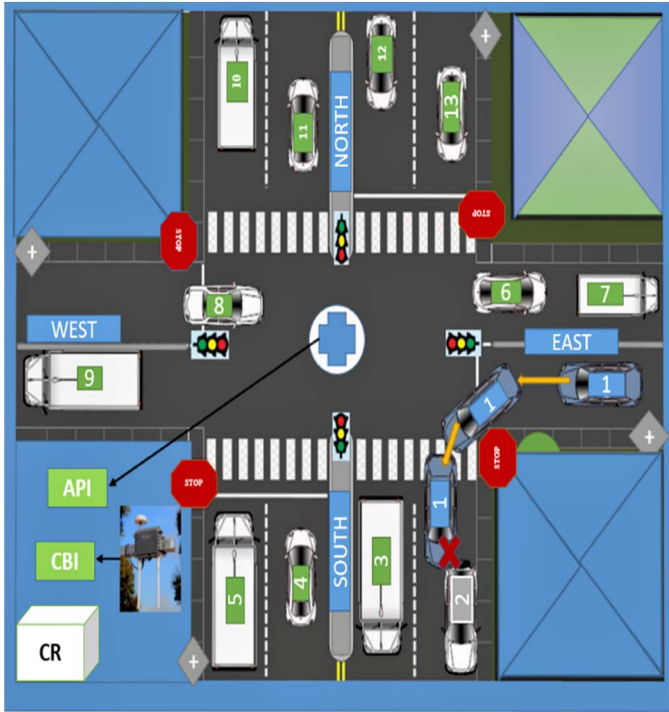 10
11
12
13
NORTH
STOP
STOP
8
6
7
WEST
EAST
9
1
1
1
API
STOP
STOP
CBI
5
4
SOUTH
3
2
CR